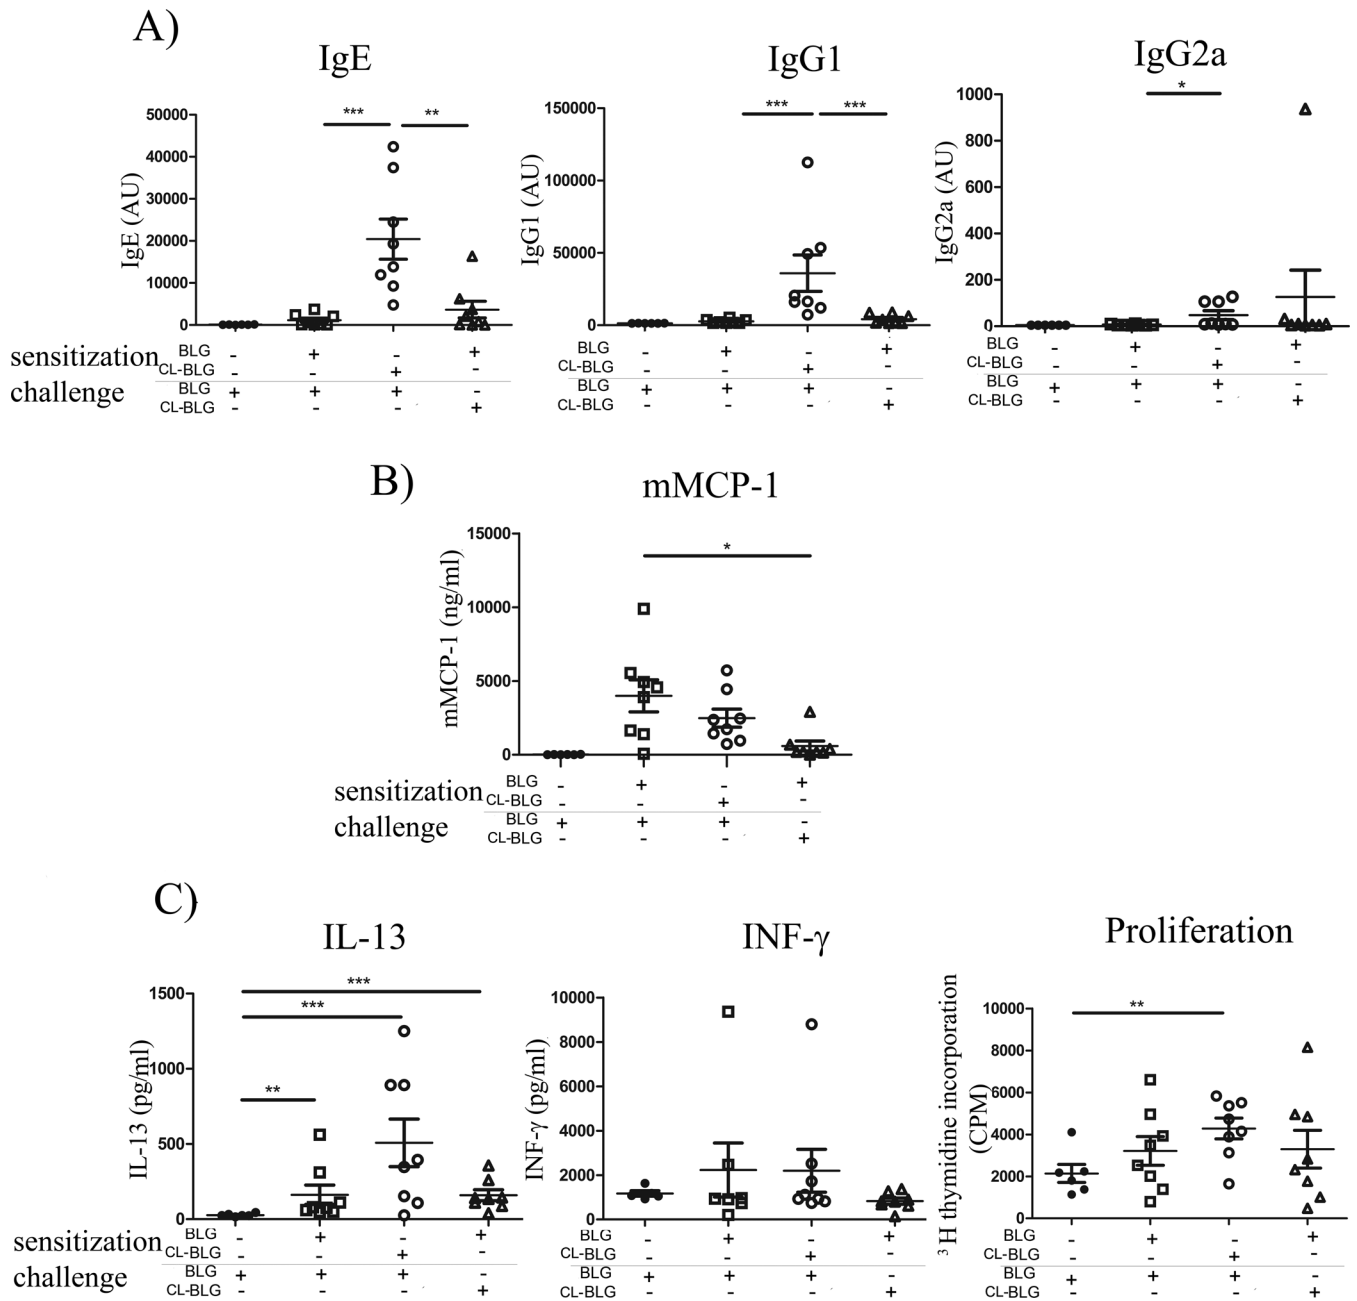 A)
IgE
IgE (AU)
50000
40000
30000
20000
10000
0
*** **
sensitization
challenge
BLG - + - +
CL-BLG - - + -
BLG + + + -
CL-BLG - - - +
IgG1
IgG1 (AU)
150000
100000
50000
0
*** ***
BLG - + - +
CL-BLG - - + -
BLG + + + -
CL-BLG - - - +
IgG2a
IgG2a (AU)
1000
800
600
400
200
0
*
BLG - + - +
CL-BLG - - + -
BLG + + + -
CL-BLG - - - +
B)
mMCP-1
mMCP-1 (ng/ml)
15000
10000
5000
0
*
sensitization
challenge
BLG - + - +
CL-BLG - - + -
BLG + + + -
CL-BLG - - - +
C)
IL-13
IL-13 (pg/ml)
1500
1000
500
0
***
***
**
sensitization
challenge
BLG - + - +
CL-BLG - - + -
BLG + + + -
CL-BLG - - - +
INF-γ
INF-γ (pg/ml)
10000
8000
6000
4000
2000
0
BLG - + - +
CL-BLG - - + -
BLG + + + -
CL-BLG - - - +
Proliferation
³H thymidine incorporation
(CPM)
10000
8000
6000
4000
2000
0
**
BLG - + - +
CL-BLG - - + -
BLG + + + -
CL-BLG - - - +